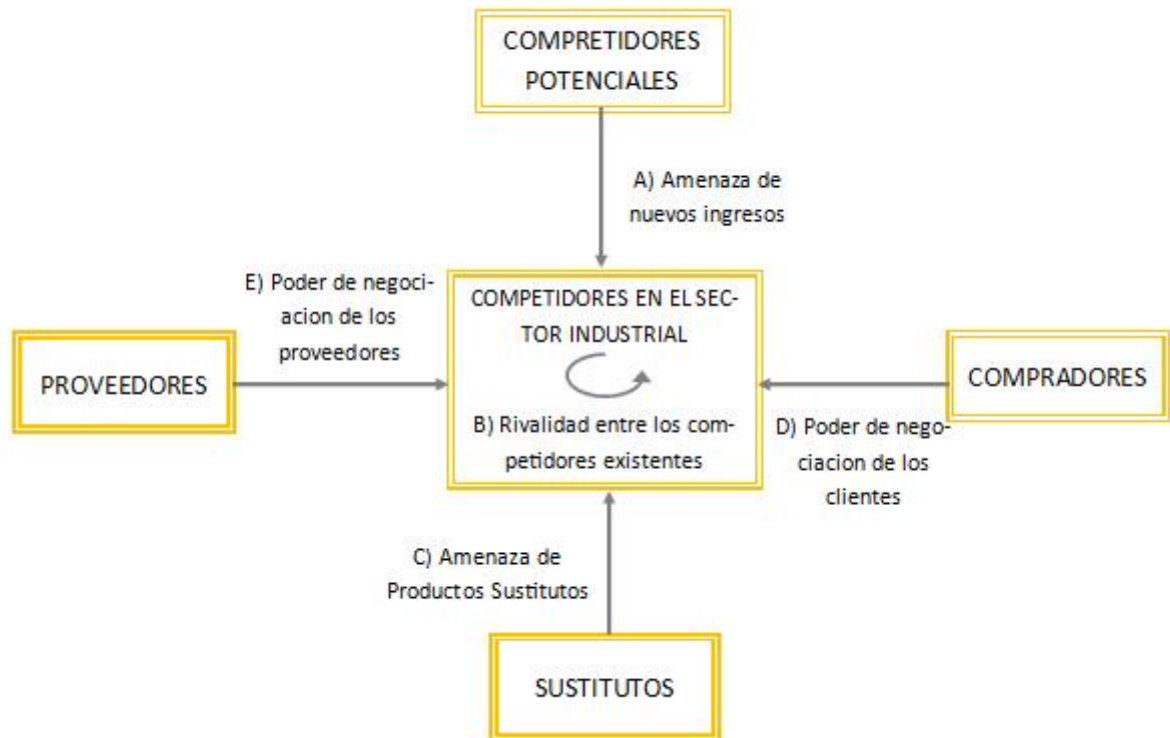 COMPRETIDORES
POTENCIALES
A) Amenaza de
nuevos ingresos
E) Poder de negoci-
acion de los
proveedores
PROVEEDORES
COMPETIDORES EN EL SEC-
TOR INDUSTRIAL
B) Rivalidad entre los com-
petidores existentes
COMPRADORES
D) Poder de nego-
ciacion de los
clientes
C) Amenaza de
Productos Sustitutos
SUSTITUTOS